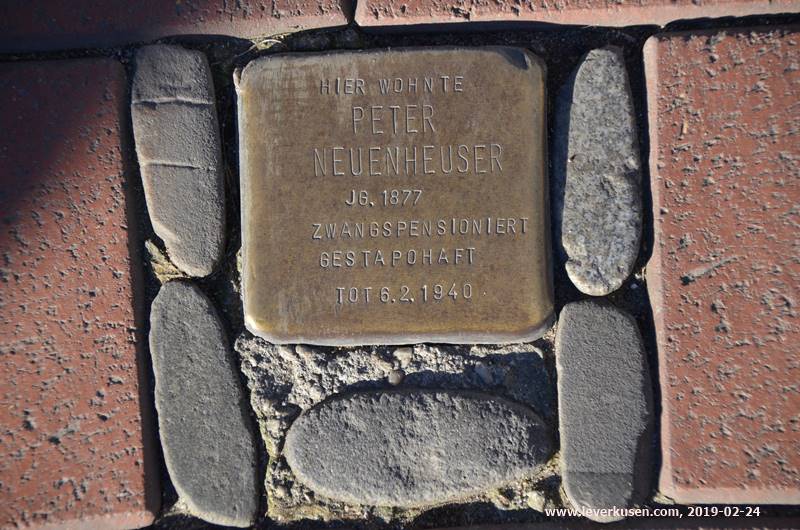 HIER WOHNTE
PETER
NEUENHEUSER
JG. 1877
ZWANGSPENSIONIERT
GESTAPOHAFT
TOT 6.2.1940
www.leverkusen.com, 2019-02-24